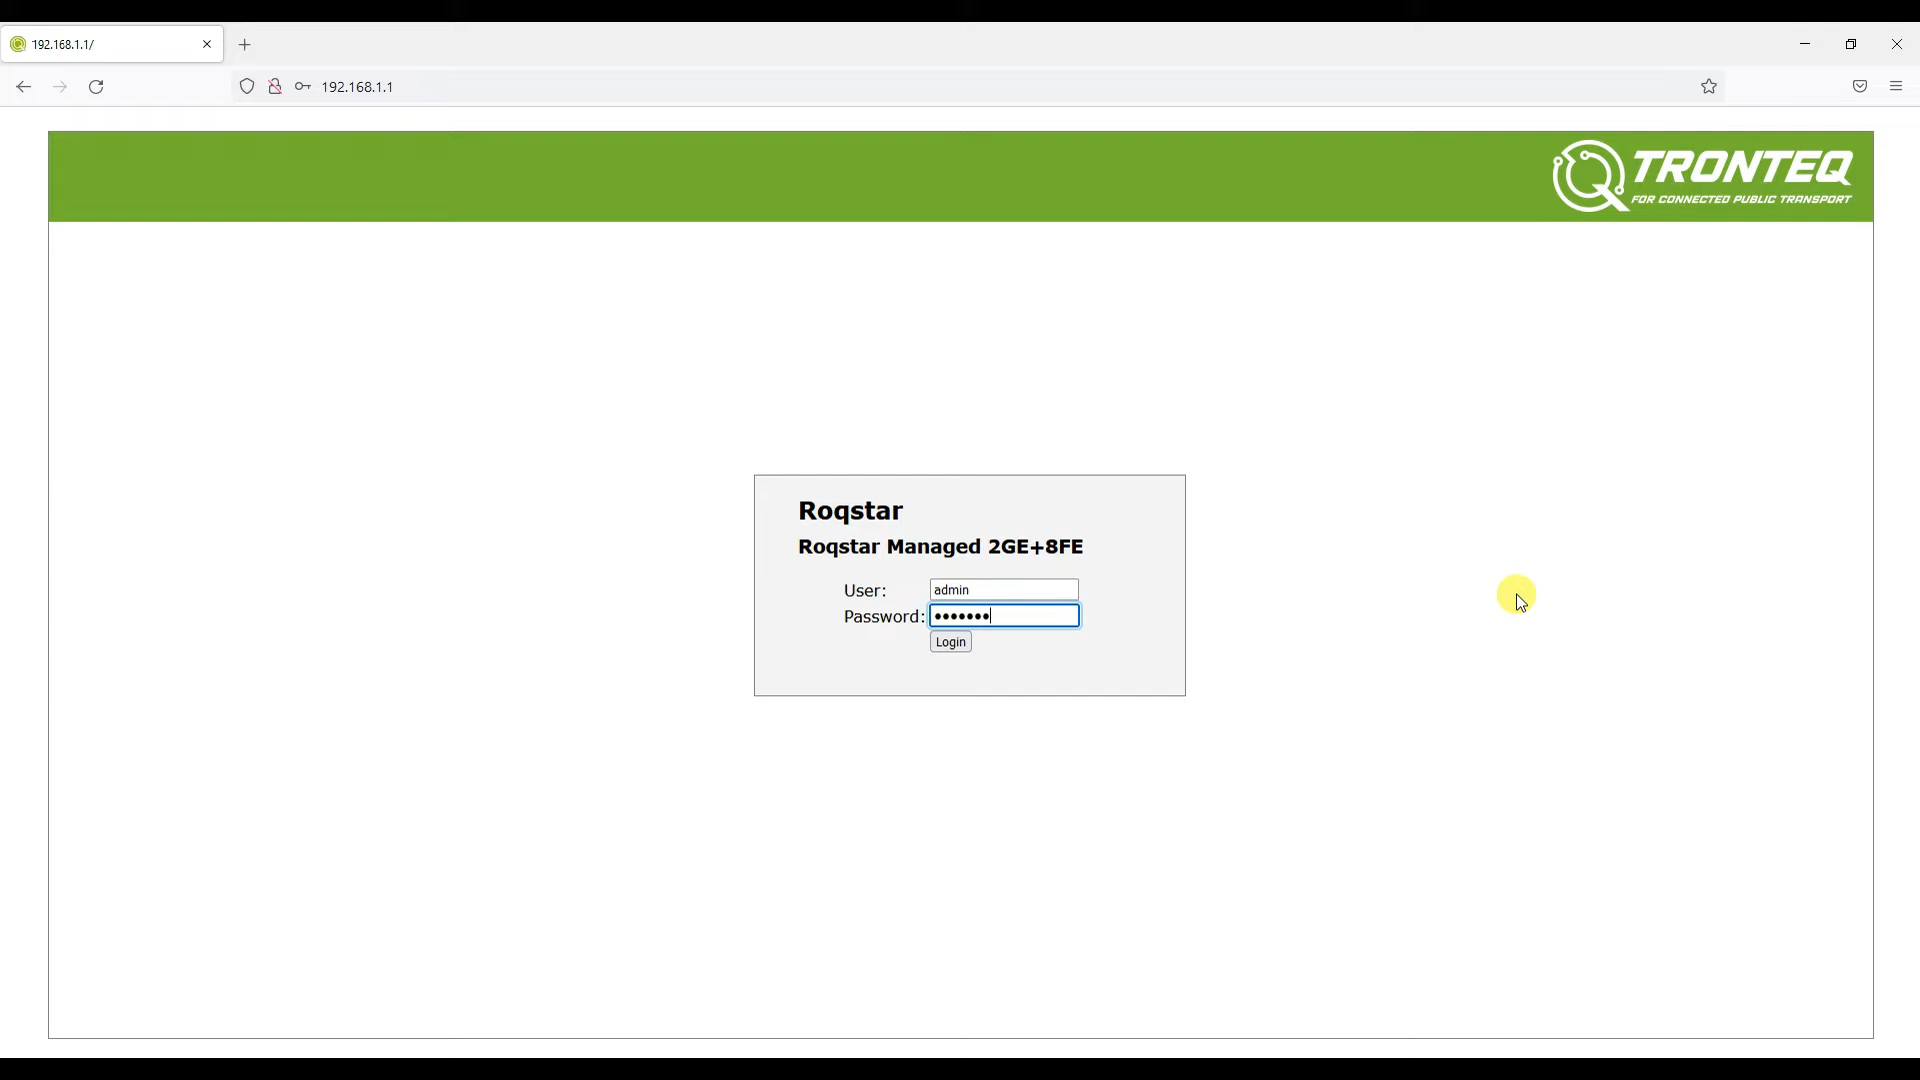 192.168.1.1/
192.168.1.1
TRONTEQ
FOR CONNECTED PUBLIC TRANSPORT
Roqstar
Roqstar Managed 2GE+8FE
User: admin
Password: •••••••
Login